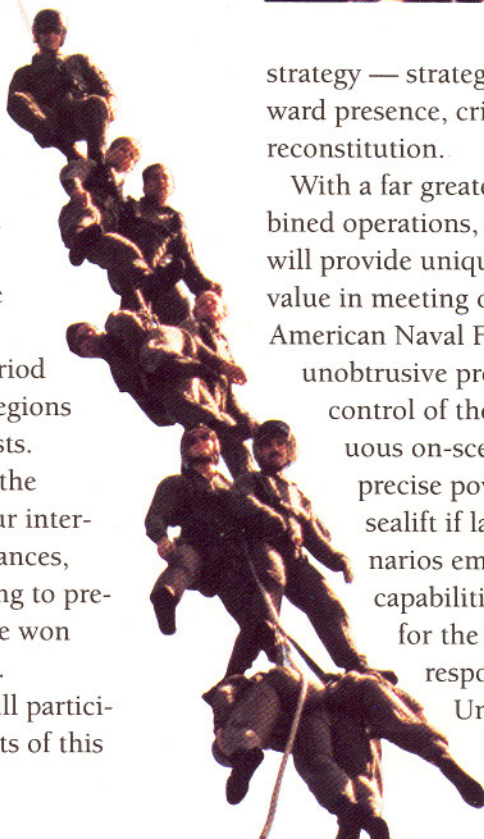 e
riod
egions
sts.
the
ur inter-
ances,
ng to pre-
e won
.
ll partici-
ts of this
strategy — strateg
ward presence, cri
reconstitution.
With a far greate
bined operations,
will provide uniqu
value in meeting o
American Naval F
unobtrusive pre
control of the
uous on-sce
precise pow
sealift if la
narios em
capabiliti
for the
respo
Un